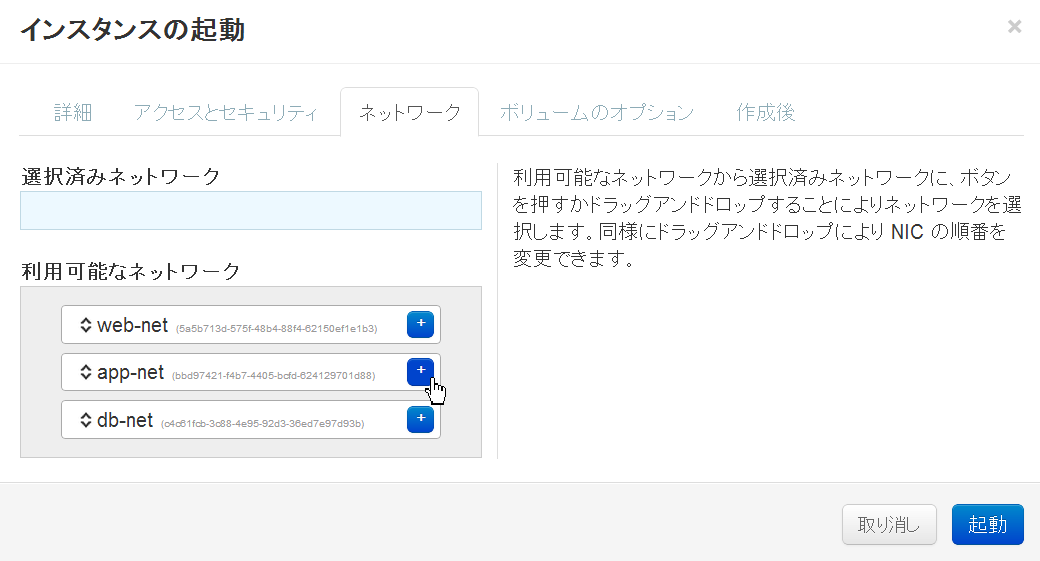 インスタンスの起動
×
詳細 アクセスとセキュリティ ネットワーク ボリュームのオプション 作成後
選択済みネットワーク
利用可能なネットワーク
web-net (5a5b713d-575f-48b4-88f4-62150ef1e1b3) +
app-net (bbd97421-f4b7-4405-bcfd-624129701d88) +
db-net (c4c61fcb-3c88-4e95-92d3-36ed7e97d93b) +
利用可能なネットワークから選択済みネットワークに、ボタン
を押すかドラッグアンドドロップすることによりネットワークを選
択します。同様にドラッグアンドドロップにより NIC の順番を
変更できます。
取り消し 起動